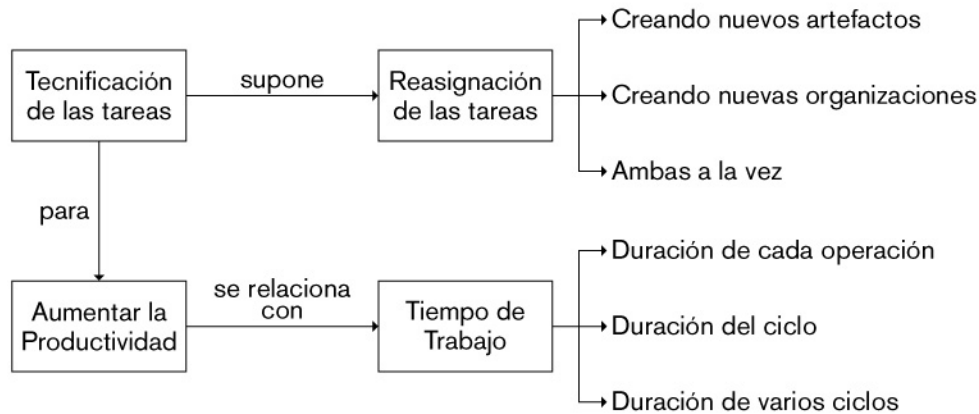 Creando nuevos artefactos
Tecnificación
de las tareas
supone
Reasignación
de las tareas
Creando nuevas organizaciones
Ambas a la vez
para
Duración de cada operación
Aumentar la
Productividad
se relaciona
con
Tiempo de
Trabajo
Duración del ciclo
Duración de varios ciclos